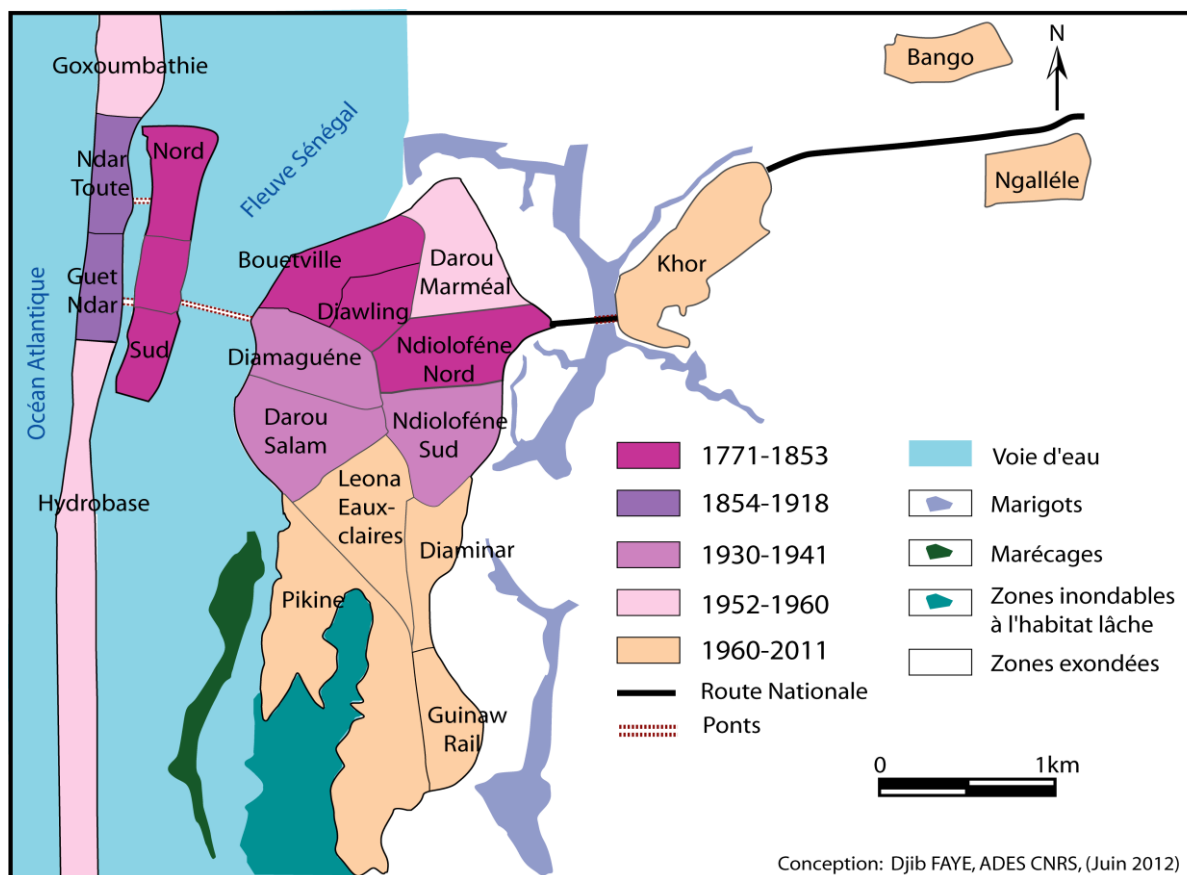 Goxoumbathie
Ndar
Toute
Nord
Guet
Ndar
Sud
Océan Atlantique
Hydrobase
Fleuve Sénégal
Bouetville
Darou
Marméal
Diawling
Diamaguéne
Ndioloféne
Nord
Darou
Salam
Ndioloféne
Sud
Leona
Eaux-
claires
Diaminar
Pikine
Guinaw
Rail
Khor
Bango
N
Ngalléle
1771-1853
1854-1918
1930-1941
1952-1960
1960-2011
Route Nationale
Ponts
Voie d'eau
Marigots
Marécages
Zones inondables
à l'habitat lâche
Zones exondées
0 1km
Conception: Djib FAYE, ADES CNRS, (Juin 2012)